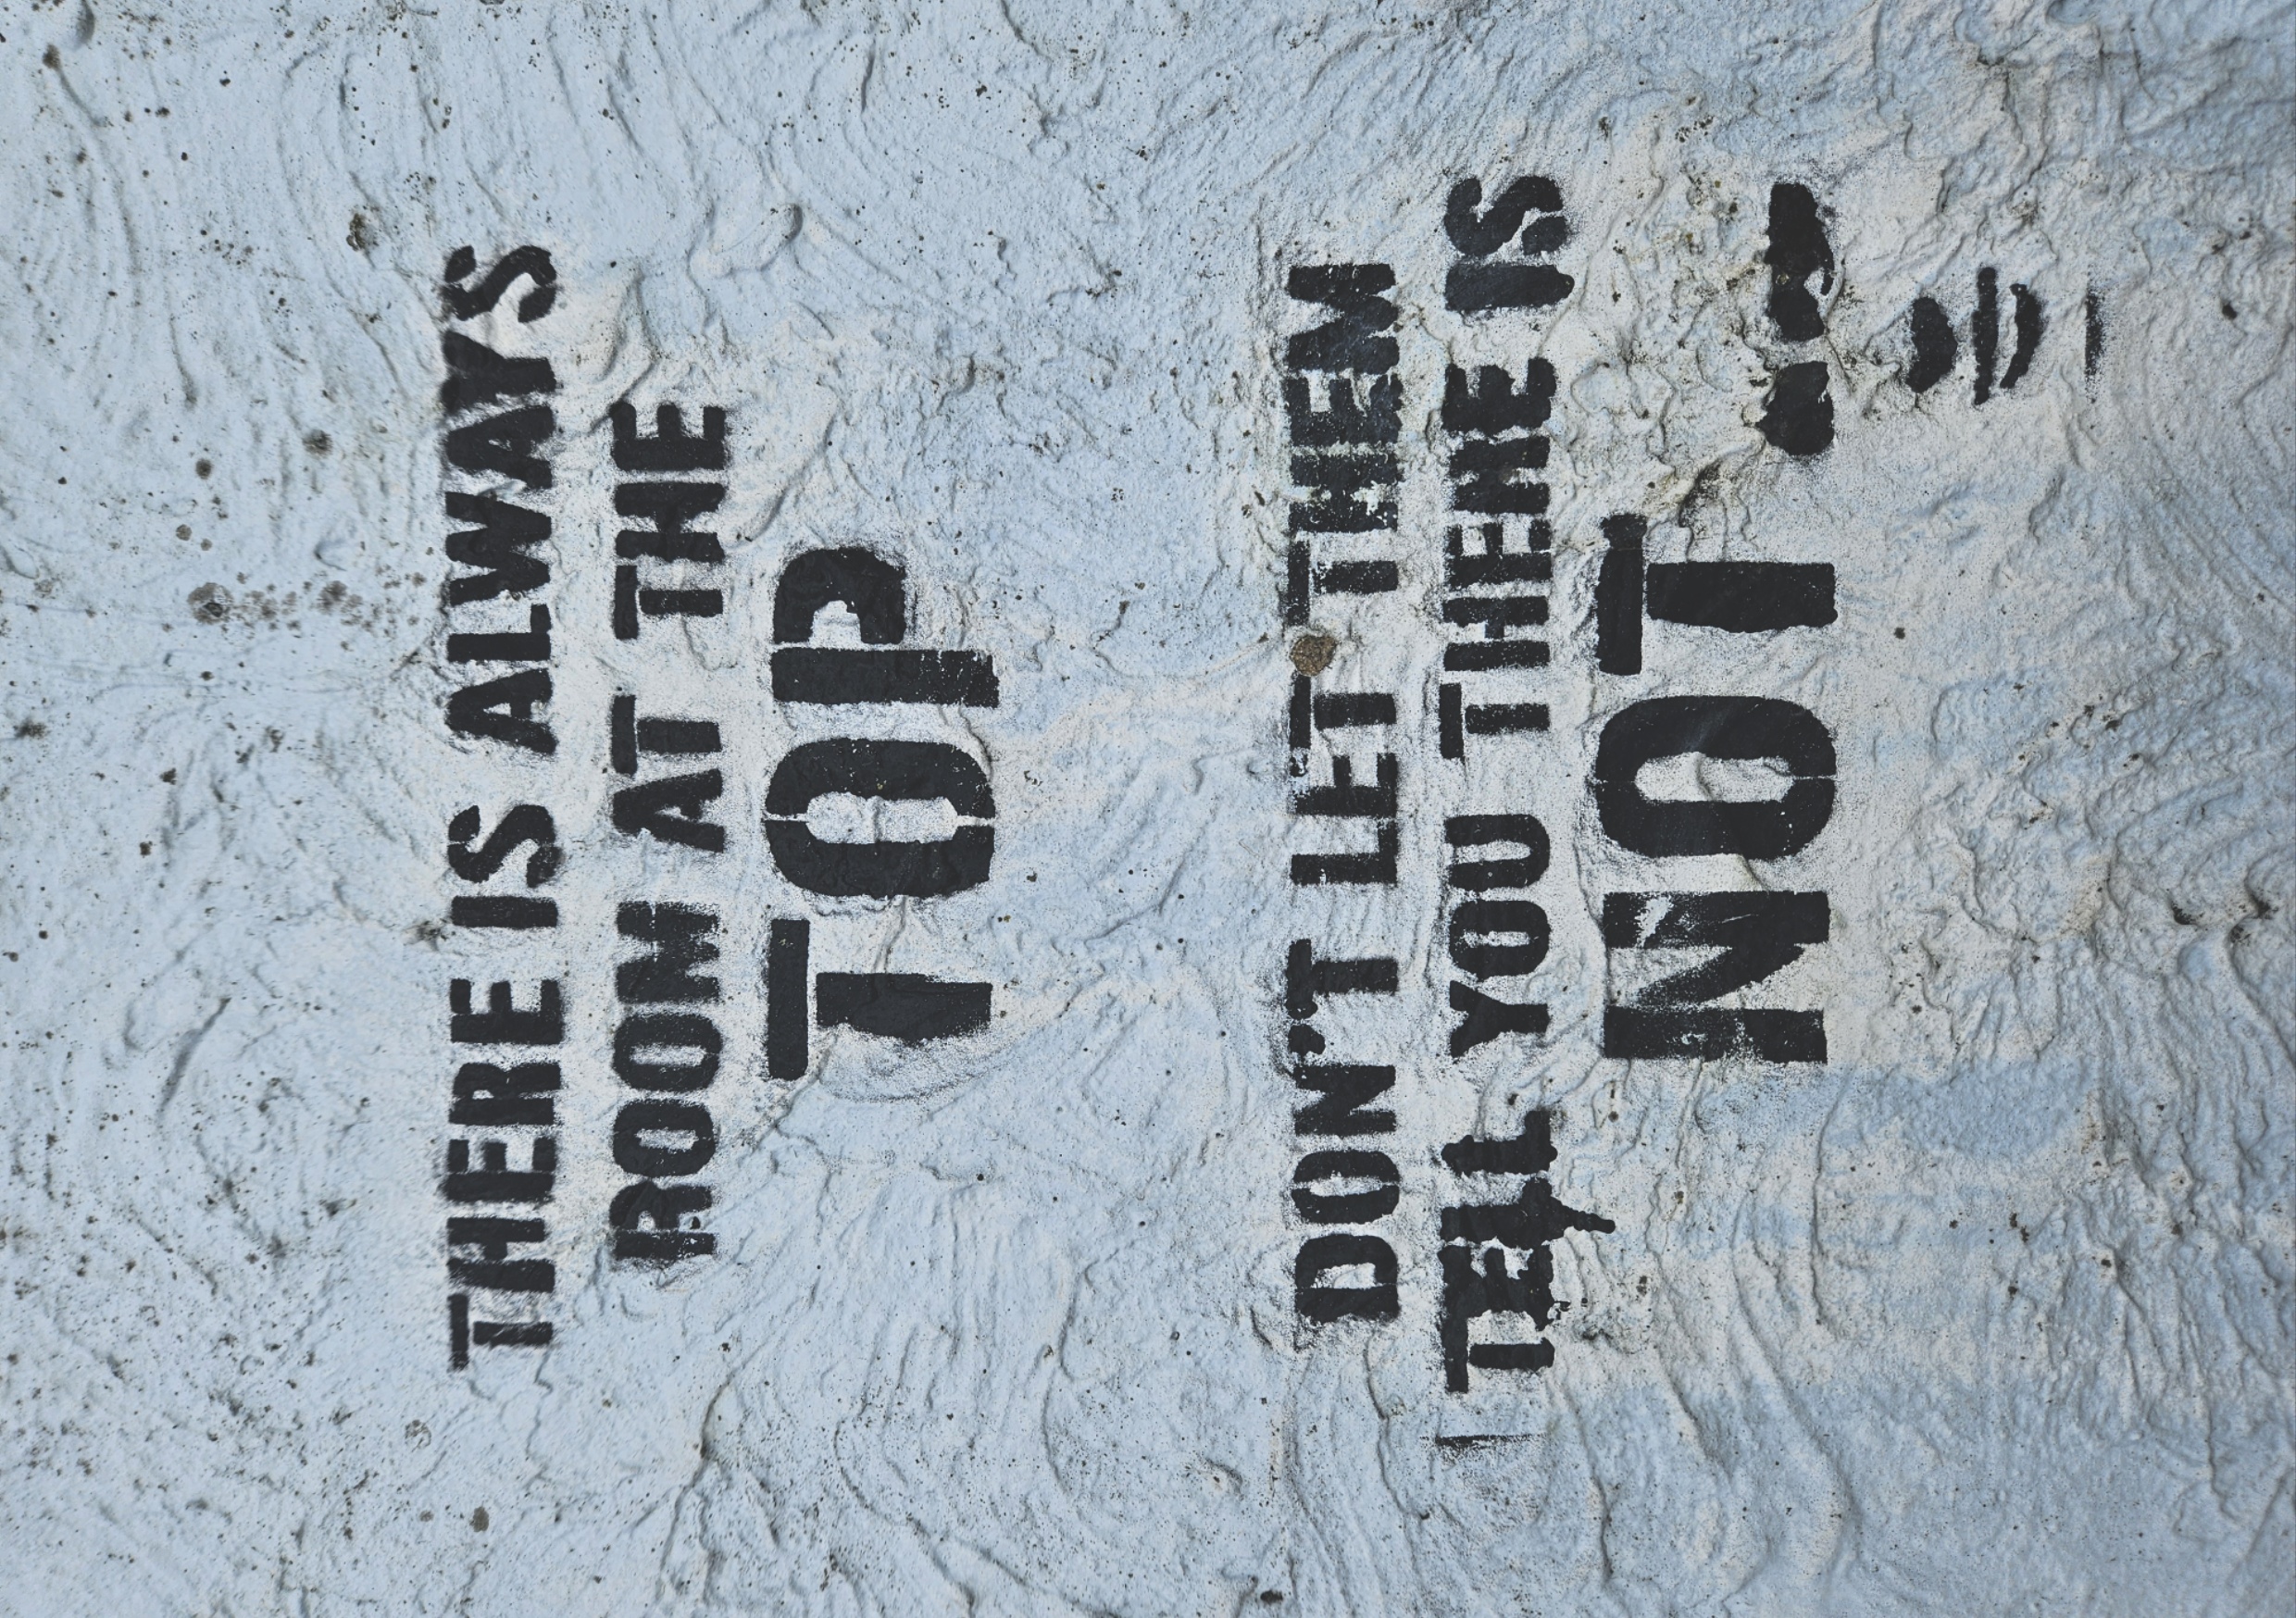 THERE IS ALWAYS
ROOM AT THE
TOP
DON'T LET THEM
TELL YOU THERE IS
NOT